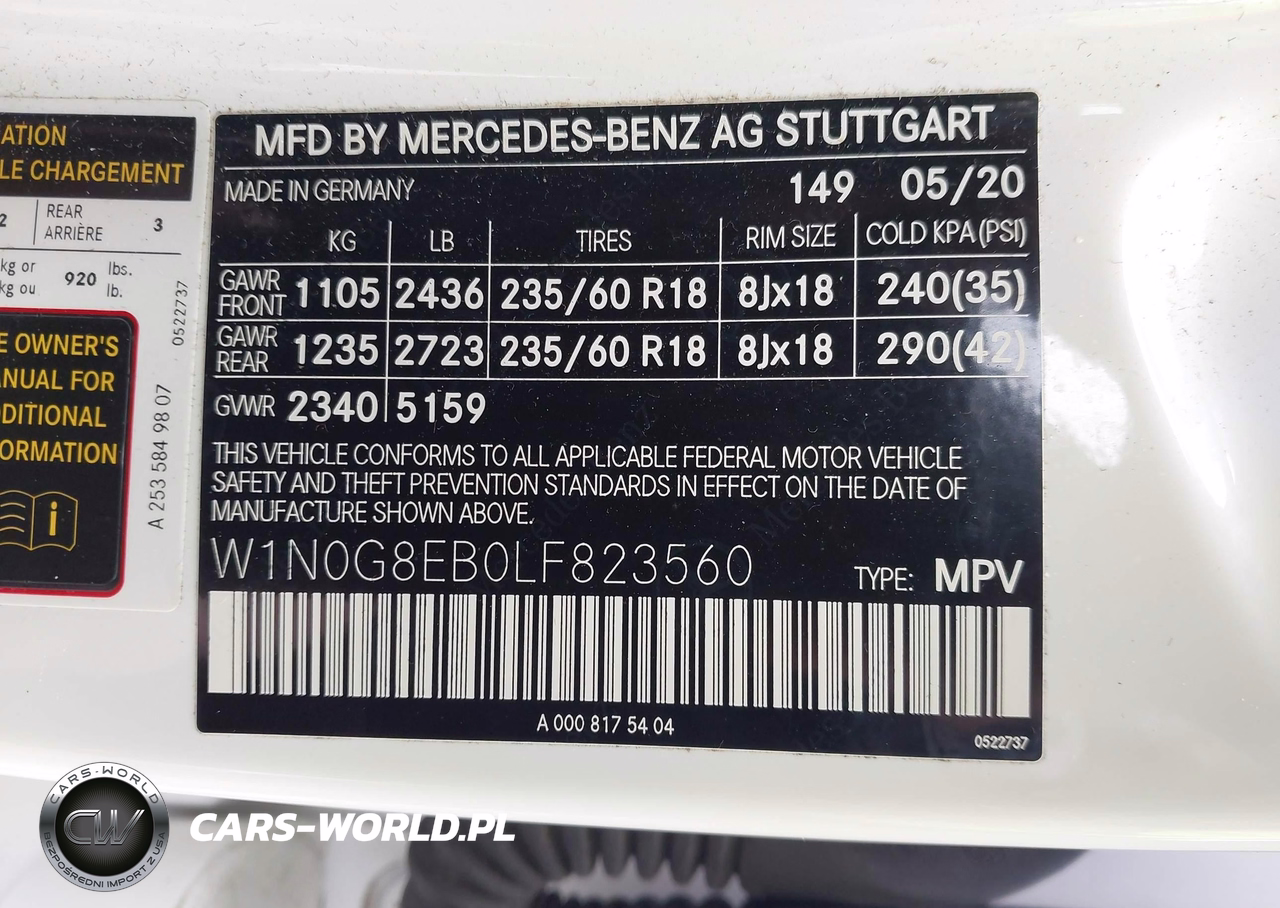 ATION
LE CHARGEMENT
2 REAR ARRIÈRE 3
kg or
kg ou 920 lbs.
lb.
E OWNER'S
ANUAL FOR
DDITIONAL
FORMATION
i
A 253 584 98 07
0522737
MFD BY MERCEDES-BENZ AG STUTTGART
MADE IN GERMANY 149 05/20
KG LB TIRES RIM SIZE COLD KPA (PSI)
GAWR FRONT 1105 2436 235/60 R18 8Jx18 240(35)
GAWR REAR 1235 2723 235/60 R18 8Jx18 290(42)
GVWR 2340 5159
THIS VEHICLE CONFORMS TO ALL APPLICABLE FEDERAL MOTOR VEHICLE
SAFETY AND THEFT PREVENTION STANDARDS IN EFFECT ON THE DATE OF
MANUFACTURE SHOWN ABOVE.
W1N0G8EB0LF823560 TYPE: MPV
A 000 817 54 04
0522737
CARS-WORLD
CW
BEZPOŚREDNI IMPORT Z USA
CARS-WORLD.PL